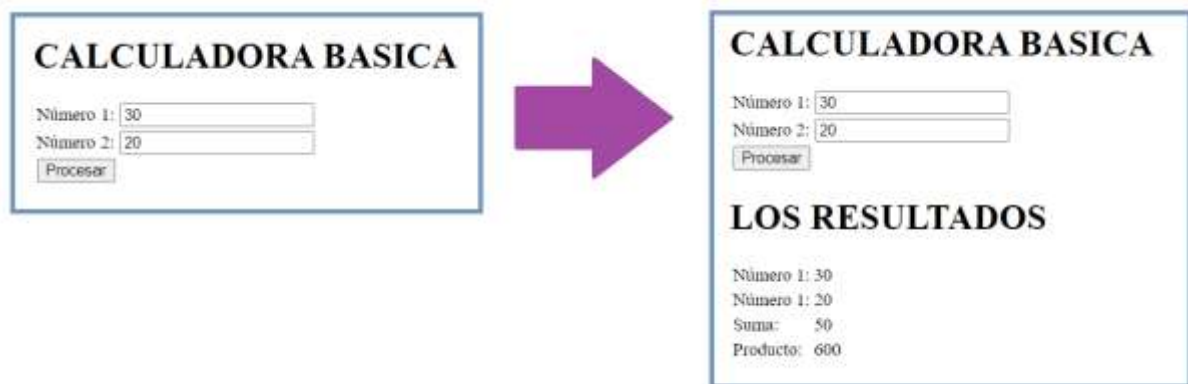 CALCULADORA BASICA
Número 1: 30
Número 2: 20
Procesar
CALCULADORA BASICA
Número 1: 30
Número 2: 20
Procesar
LOS RESULTADOS
Número 1: 30
Número 1: 20
Suma: 50
Producto: 600